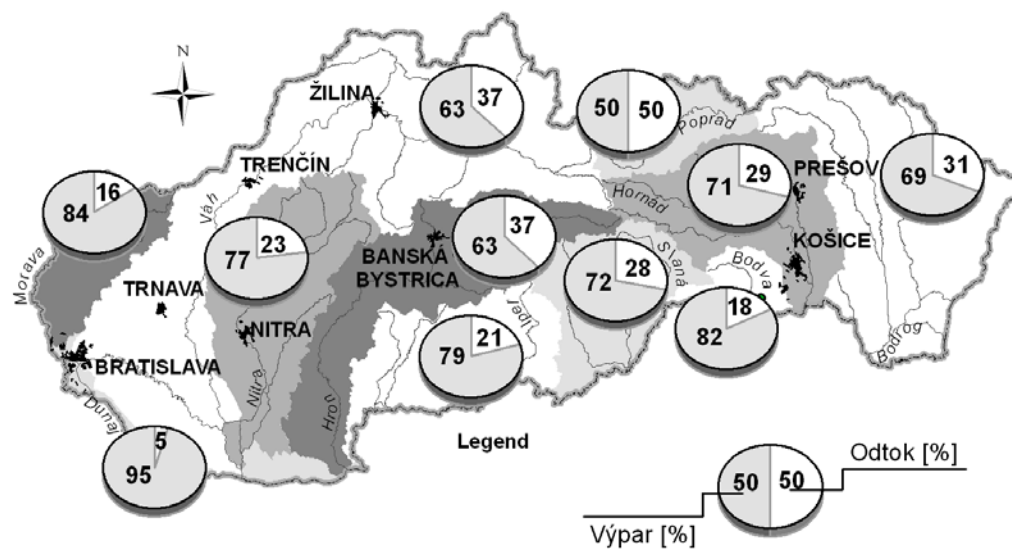 N
ŽILINA
63 37
50 50
Poprad
TRENČÍN
Váh
84 16
71 29
PREŠOV
69 31
Hornád
77 23
BANSKÁ
BYSTRICA
63 37
72 28
Slaná
KOŠICE
Bodva
Morava
TRNAVA
NITRA
Ipeľ
79 21
82 18
Bodrog
BRATISLAVA
Dunaj
Nitra
Hron
95 5
Legend
Odtok [%]
50 50
Výpar [%]